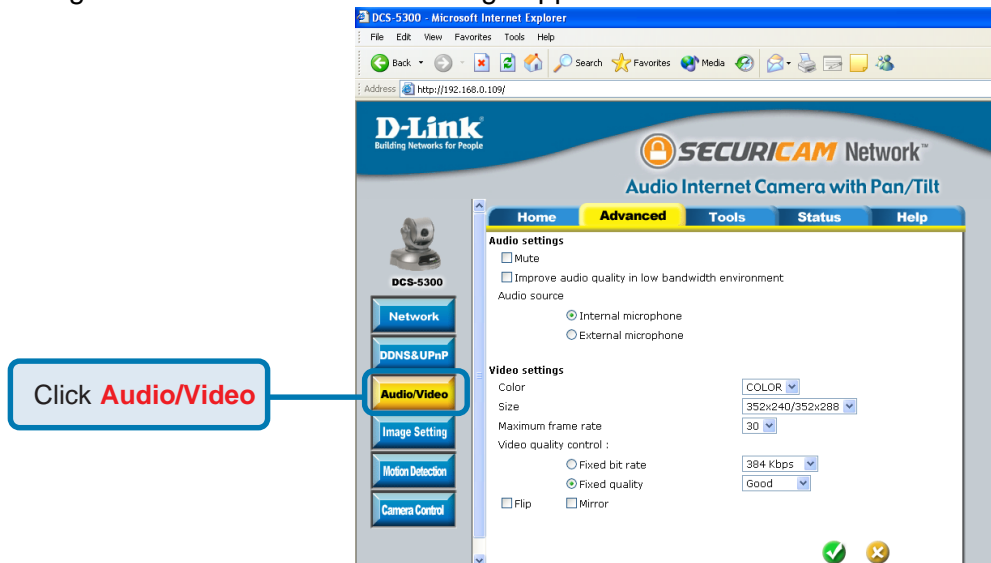 DCS-5300 - Microsoft Internet Explorer
File Edit View Favorites Tools Help
Back Search Favorites Media
Address http://192.168.0.109/
D-Link
Building Networks for People
SECURICAM Network™
Audio Internet Camera with Pan/Tilt
Home Advanced Tools Status Help
DCS-5300
Network
DDNS&UPnP
Audio/Video
Image Setting
Motion Detection
Camera Control
Click Audio/Video
Audio settings
Mute
Improve audio quality in low bandwidth environment
Audio source
Internal microphone
External microphone
Video settings
Color COLOR
Size 352x240/352x288
Maximum frame rate 30
Video quality control :
Fixed bit rate 384 Kbps
Fixed quality Good
Flip Mirror